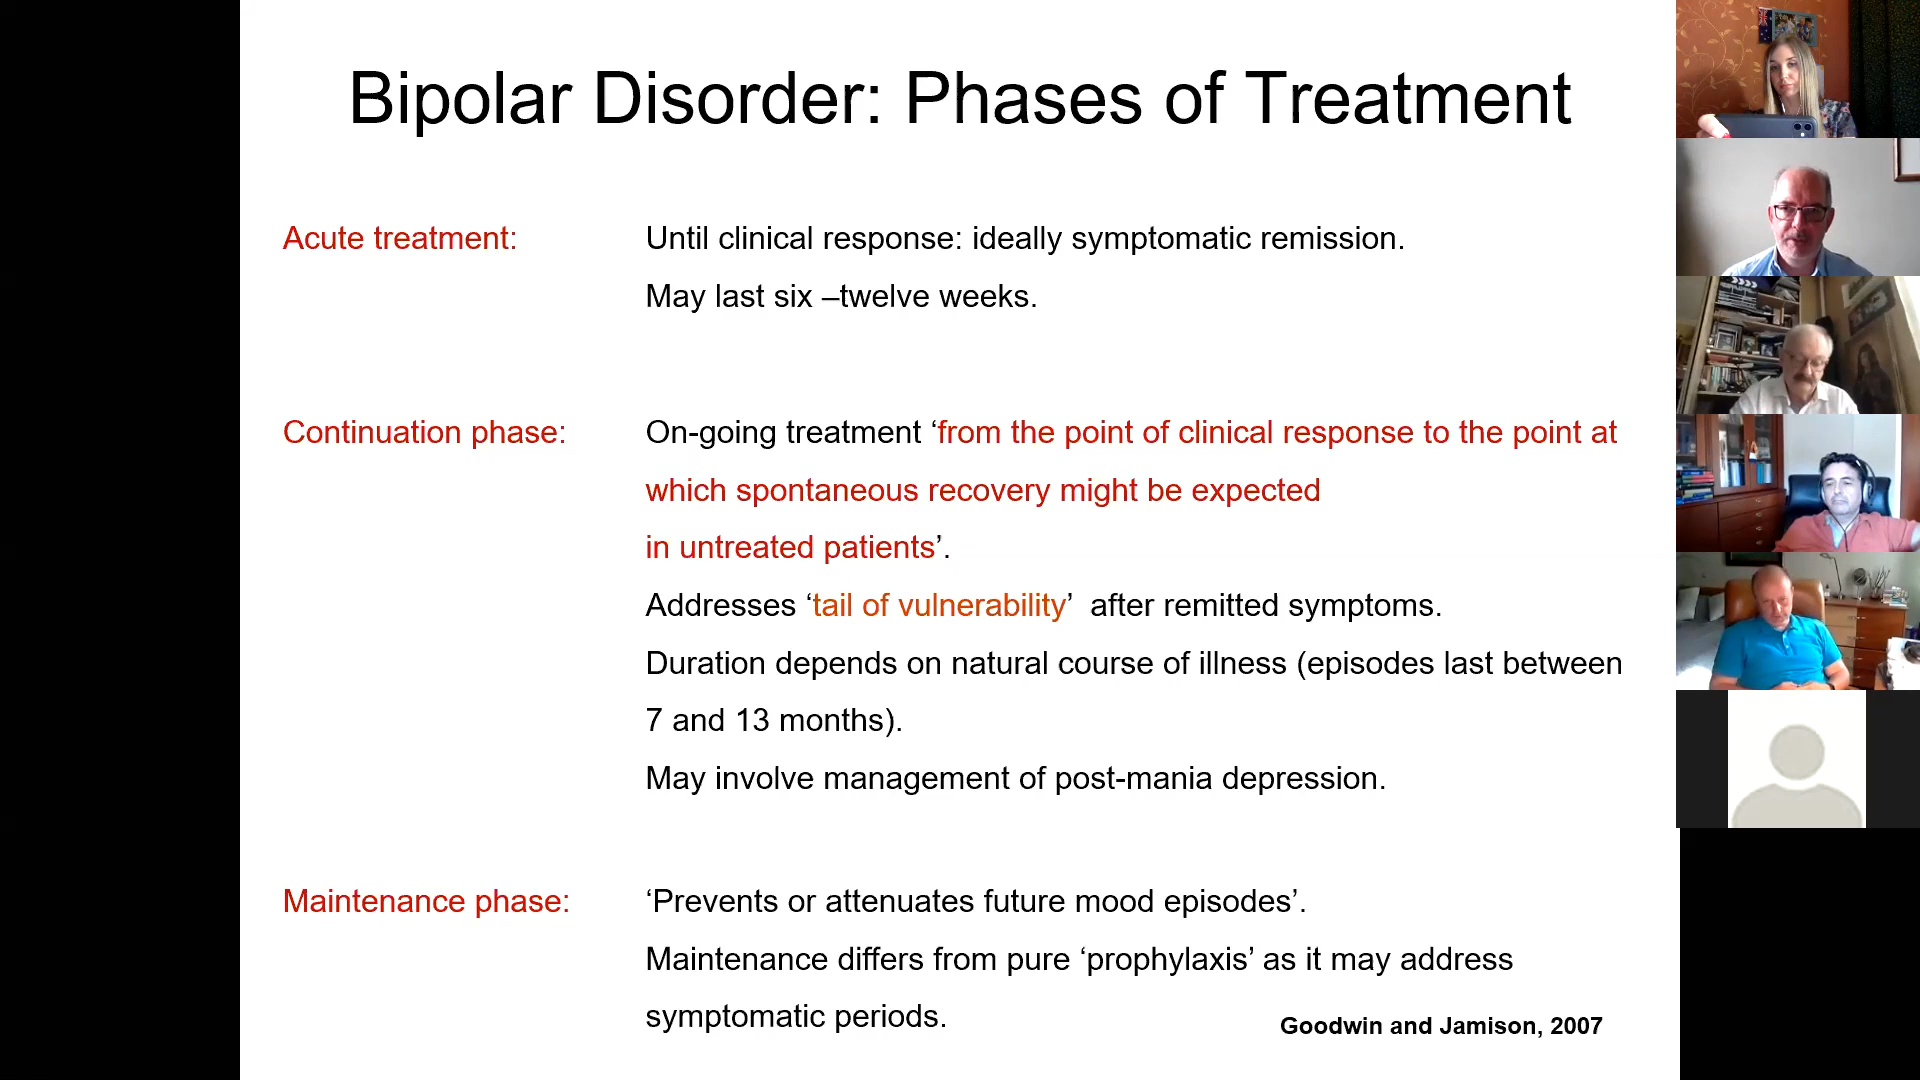 Bipolar Disorder: Phases of Treatment
Acute treatment: Until clinical response: ideally symptomatic remission.
May last six –twelve weeks.
Continuation phase: On-going treatment ‘from the point of clinical response to the point at
which spontaneous recovery might be expected
in untreated patients’.
Addresses ‘tail of vulnerability’ after remitted symptoms.
Duration depends on natural course of illness (episodes last between
7 and 13 months).
May involve management of post-mania depression.
Maintenance phase: ‘Prevents or attenuates future mood episodes’.
Maintenance differs from pure ‘prophylaxis’ as it may address
symptomatic periods.
Goodwin and Jamison, 2007